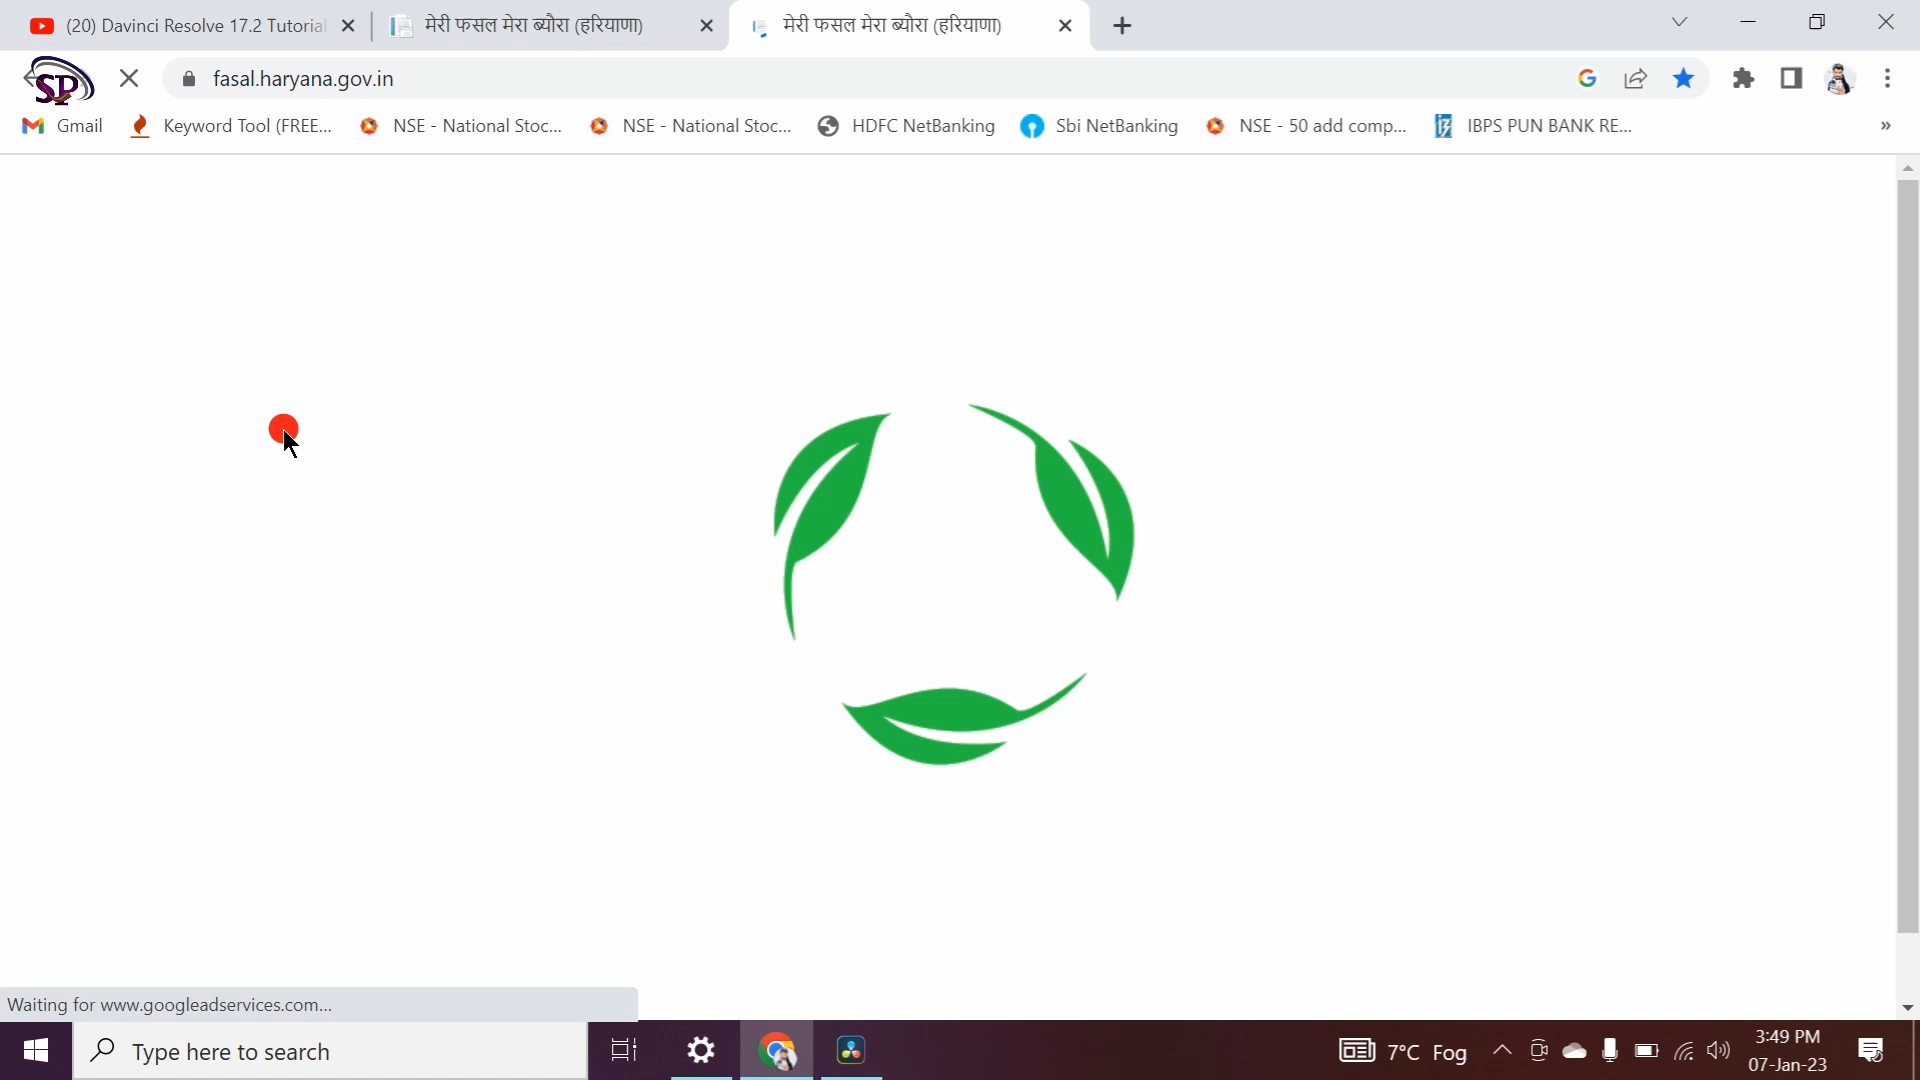 (20) Davinci Resolve 17.2 Tutorial
मेरी फसल मेरा ब्यौरा (हरियाणा)
मेरी फसल मेरा ब्यौरा (हरियाणा)
SP
fasal.haryana.gov.in
Gmail
Keyword Tool (FREE...
NSE - National Stoc...
NSE - National Stoc...
HDFC NetBanking
Sbi NetBanking
NSE - 50 add comp...
IBPS PUN BANK RE...
Waiting for www.googleadservices.com...
Type here to search
7°C Fog
3:49 PM
07-Jan-23